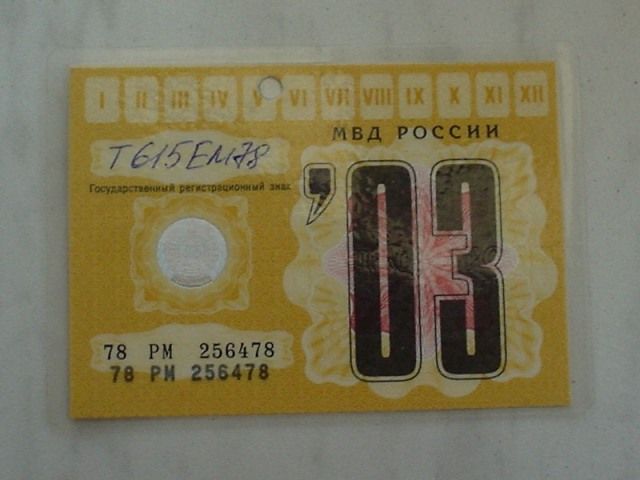 I II III IV V VI VII VIII IX X XI XII
МВД РОССИИ
Т615ЕМ78
Государственный регистрационный знак
'03
78 РМ 256478
78 РМ 256478